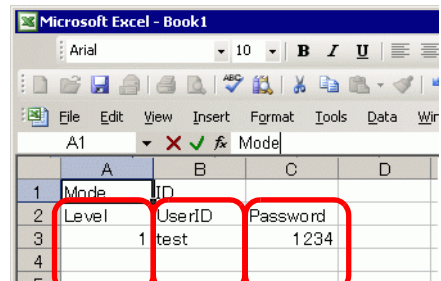 Microsoft Excel - Book1
Arial 10 B I U
ABC
File Edit View Insert Format Tools Data
A1 fx Mode
A B C D
1 Mode ID
2 Level UserID Password
3 1 test 1234
4